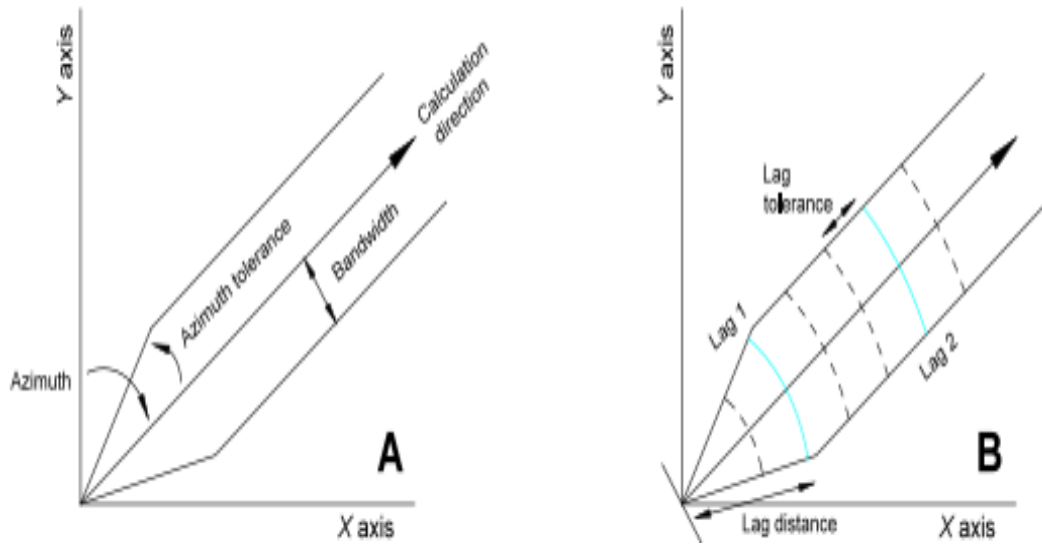 Y axis
Calculation
direction
Azimuth tolerance
Bandwidth
Azimuth
A
X axis
Y axis
Lag
tolerance
Lag 1
Lag 2
B
Lag distance
X axis